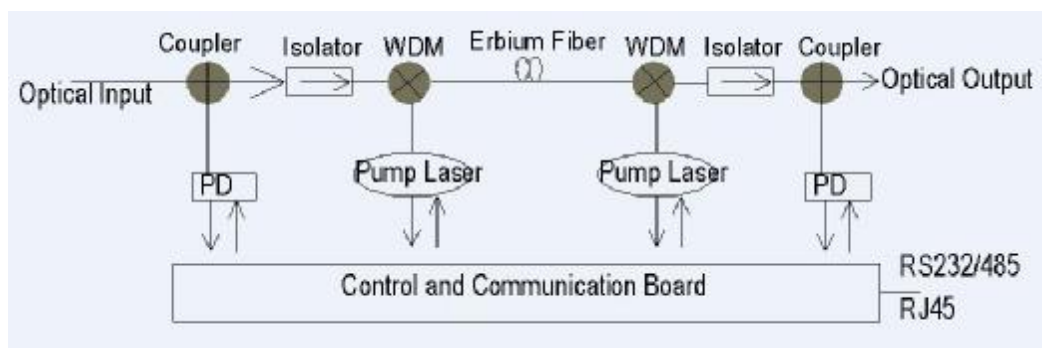 Coupler Isolator WDM Erbium Fiber WDM Isolator Coupler
Optical Input
Optical Output
PD
Pump Laser
Pump Laser
PD
Control and Communication Board
RS232/485
RJ45